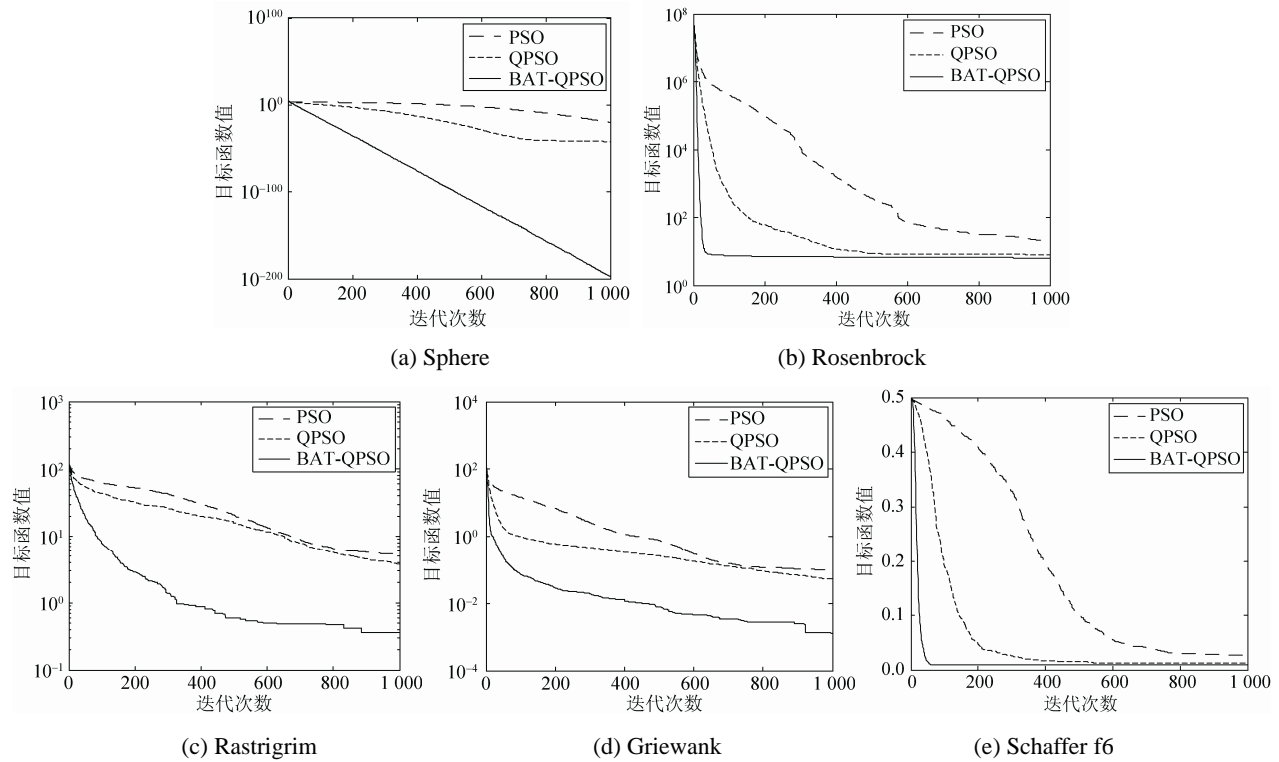 10^100
PSO
QPSO
BAT-QPSO
10^0
10^-100
10^-200
目标函数值
0 200 400 600 800 1 000
迭代次数
(a) Sphere
10^8
PSO
QPSO
BAT-QPSO
10^6
10^4
10^2
10^0
目标函数值
0 200 400 600 800 1 000
迭代次数
(b) Rosenbrock
10^3
PSO
QPSO
BAT-QPSO
10^2
10^1
10^0
10^-1
目标函数值
0 200 400 600 800 1 000
迭代次数
(c) Rastrigrim
10^4
PSO
QPSO
BAT-QPSO
10^2
10^0
10^-2
10^-4
目标函数值
0 200 400 600 800 1 000
迭代次数
(d) Griewank
0.5
PSO
QPSO
BAT-QPSO
0.4
0.3
0.2
0.1
0.0
目标函数值
0 200 400 600 800 1 000
迭代次数
(e) Schaffer f6